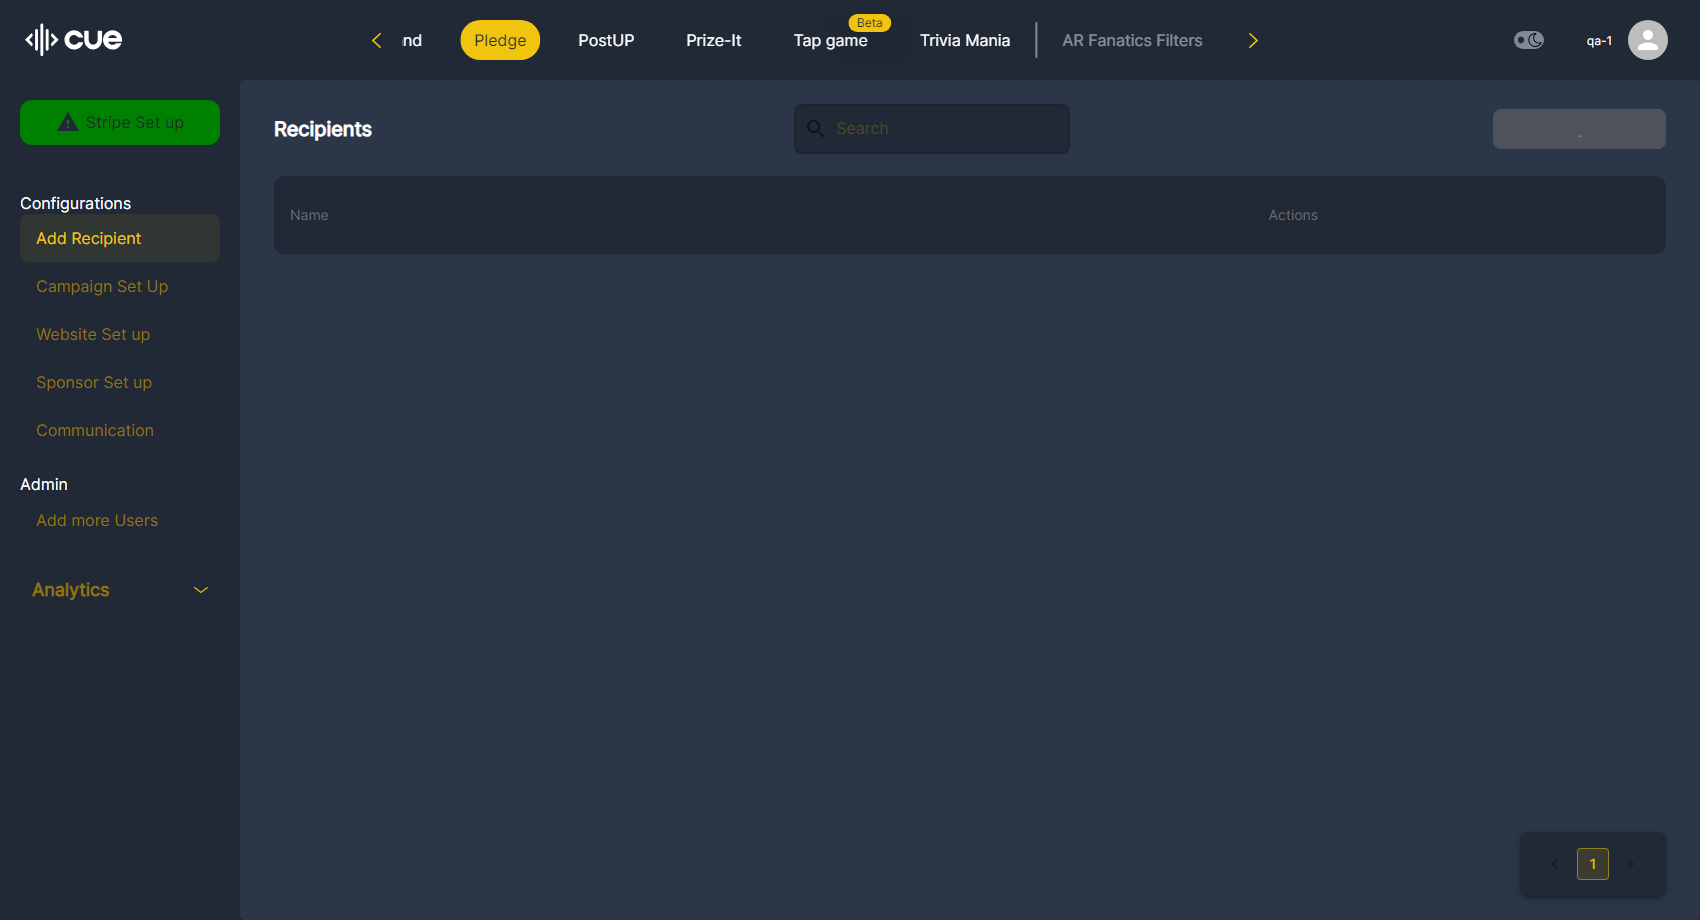 cue
nd
Pledge
PostUP
Prize-It
Tap game
Beta
Trivia Mania
AR Fanatics Filters
qa-1
Stripe Set up
Configurations
Add Recipient
Campaign Set Up
Website Set up
Sponsor Set up
Communication
Admin
Add more Users
Analytics
Recipients
Search
Name
Actions
1